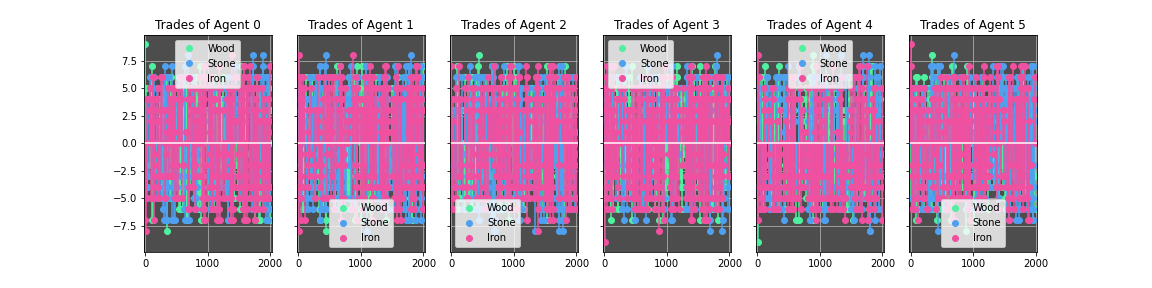 Trades of Agent 0
Trades of Agent 1
Trades of Agent 2
Trades of Agent 3
Trades of Agent 4
Trades of Agent 5
7.5
5.0
2.5
0.0
−2.5
−5.0
−7.5
Wood
Stone
Iron
Wood
Stone
Iron
Wood
Stone
Iron
Wood
Stone
Iron
Wood
Stone
Iron
Wood
Stone
Iron
0 1000 2000
0 1000 2000
0 1000 2000
0 1000 2000
0 1000 2000
0 1000 2000